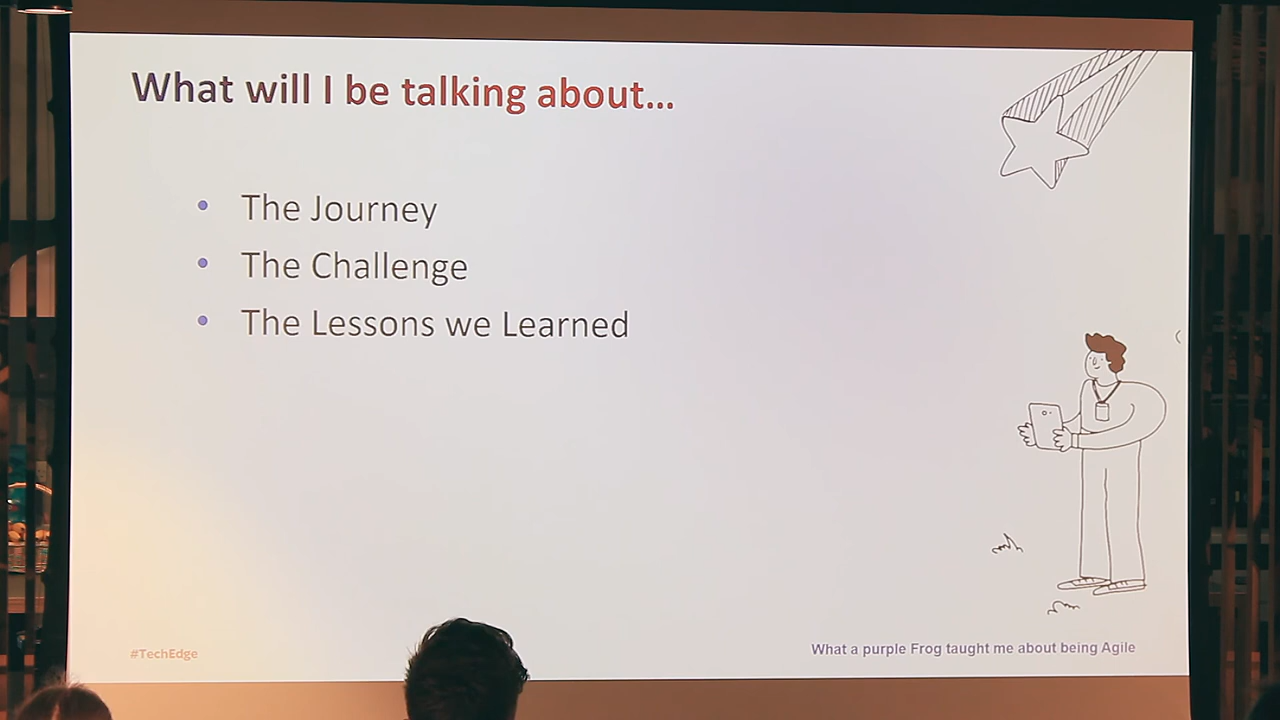 What will I be talking about...
• The Journey
• The Challenge
• The Lessons we Learned
#TechEdge
What a purple Frog taught me about being Agile